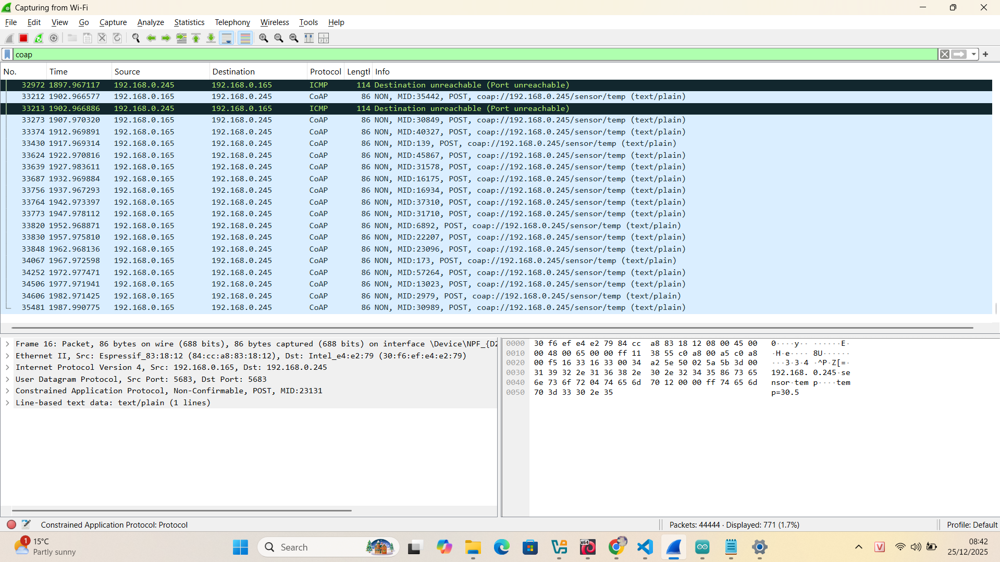 Capturing from Wi-Fi
File Edit View Go Capture Analyze Statistics Telephony Wireless Tools Help
coap
No. Time Source Destination Protocol Length Info
32972 1897.967117 192.168.0.245 192.168.0.165 ICMP 114 Destination unreachable (Port unreachable)
33212 1902.966577 192.168.0.165 192.168.0.245 CoAP 86 NON, MID:35442, POST, coap://192.168.0.245/sensor/temp (text/plain)
33213 1902.966886 192.168.0.245 192.168.0.165 ICMP 114 Destination unreachable (Port unreachable)
33273 1907.970320 192.168.0.165 192.168.0.245 CoAP 86 NON, MID:30849, POST, coap://192.168.0.245/sensor/temp (text/plain)
33374 1912.969891 192.168.0.165 192.168.0.245 CoAP 86 NON, MID:40327, POST, coap://192.168.0.245/sensor/temp (text/plain)
33430 1917.969314 192.168.0.165 192.168.0.245 CoAP 86 NON, MID:139, POST, coap://192.168.0.245/sensor/temp (text/plain)
33624 1922.970816 192.168.0.165 192.168.0.245 CoAP 86 NON, MID:45867, POST, coap://192.168.0.245/sensor/temp (text/plain)
33639 1927.983611 192.168.0.165 192.168.0.245 CoAP 86 NON, MID:31578, POST, coap://192.168.0.245/sensor/temp (text/plain)
33687 1932.969884 192.168.0.165 192.168.0.245 CoAP 86 NON, MID:16175, POST, coap://192.168.0.245/sensor/temp (text/plain)
33756 1937.967293 192.168.0.165 192.168.0.245 CoAP 86 NON, MID:16934, POST, coap://192.168.0.245/sensor/temp (text/plain)
33764 1942.973397 192.168.0.165 192.168.0.245 CoAP 86 NON, MID:37310, POST, coap://192.168.0.245/sensor/temp (text/plain)
33773 1947.978112 192.168.0.165 192.168.0.245 CoAP 86 NON, MID:31710, POST, coap://192.168.0.245/sensor/temp (text/plain)
33820 1952.968871 192.168.0.165 192.168.0.245 CoAP 86 NON, MID:6892, POST, coap://192.168.0.245/sensor/temp (text/plain)
33830 1957.975810 192.168.0.165 192.168.0.245 CoAP 86 NON, MID:22207, POST, coap://192.168.0.245/sensor/temp (text/plain)
33848 1962.968136 192.168.0.165 192.168.0.245 CoAP 86 NON, MID:23096, POST, coap://192.168.0.245/sensor/temp (text/plain)
34067 1967.972598 192.168.0.165 192.168.0.245 CoAP 86 NON, MID:173, POST, coap://192.168.0.245/sensor/temp (text/plain)
34252 1972.977471 192.168.0.165 192.168.0.245 CoAP 86 NON, MID:57264, POST, coap://192.168.0.245/sensor/temp (text/plain)
34506 1977.971941 192.168.0.165 192.168.0.245 CoAP 86 NON, MID:13023, POST, coap://192.168.0.245/sensor/temp (text/plain)
34606 1982.971425 192.168.0.165 192.168.0.245 CoAP 86 NON, MID:2979, POST, coap://192.168.0.245/sensor/temp (text/plain)
35481 1987.990775 192.168.0.165 192.168.0.245 CoAP 86 NON, MID:30989, POST, coap://192.168.0.245/sensor/temp (text/plain)
Frame 16: Packet, 86 bytes on wire (688 bits), 86 bytes captured (688 bits) on interface \Device\NPF_{D2
Ethernet II, Src: Espressif_83:18:12 (84:cc:a8:83:18:12), Dst: Intel_e4:e2:79 (30:f6:ef:e4:e2:79)
Internet Protocol Version 4, Src: 192.168.0.165, Dst: 192.168.0.245
User Datagram Protocol, Src Port: 5683, Dst Port: 5683
Constrained Application Protocol, Non-Confirmable, POST, MID:23131
Line-based text data: text/plain (1 lines)
0000 30 f6 ef e4 e2 79 84 cc a8 83 18 12 08 00 45 00 0····y·· ······E·
0010 00 48 00 65 00 00 ff 11 38 55 c0 a8 00 a5 c0 a8 ·H·e···· 8U······
0020 00 f5 16 33 16 33 00 34 a2 5e 50 02 5a 5b 3d 00 ···3·3·4 ·^P·Z[=·
0030 31 39 32 2e 31 36 38 2e 30 2e 32 34 35 86 73 65 192.168. 0.245·se
0040 6e 73 6f 72 04 74 65 6d 70 12 00 00 ff 74 65 6d nsor·tem p····tem
0050 70 3d 33 30 2e 35 p=30.5
Constrained Application Protocol: Protocol
Packets: 44444 · Displayed: 771 (1.7%)
Profile: Default
1
15°C
Partly sunny
Search
x64
V
08:42
25/12/2025